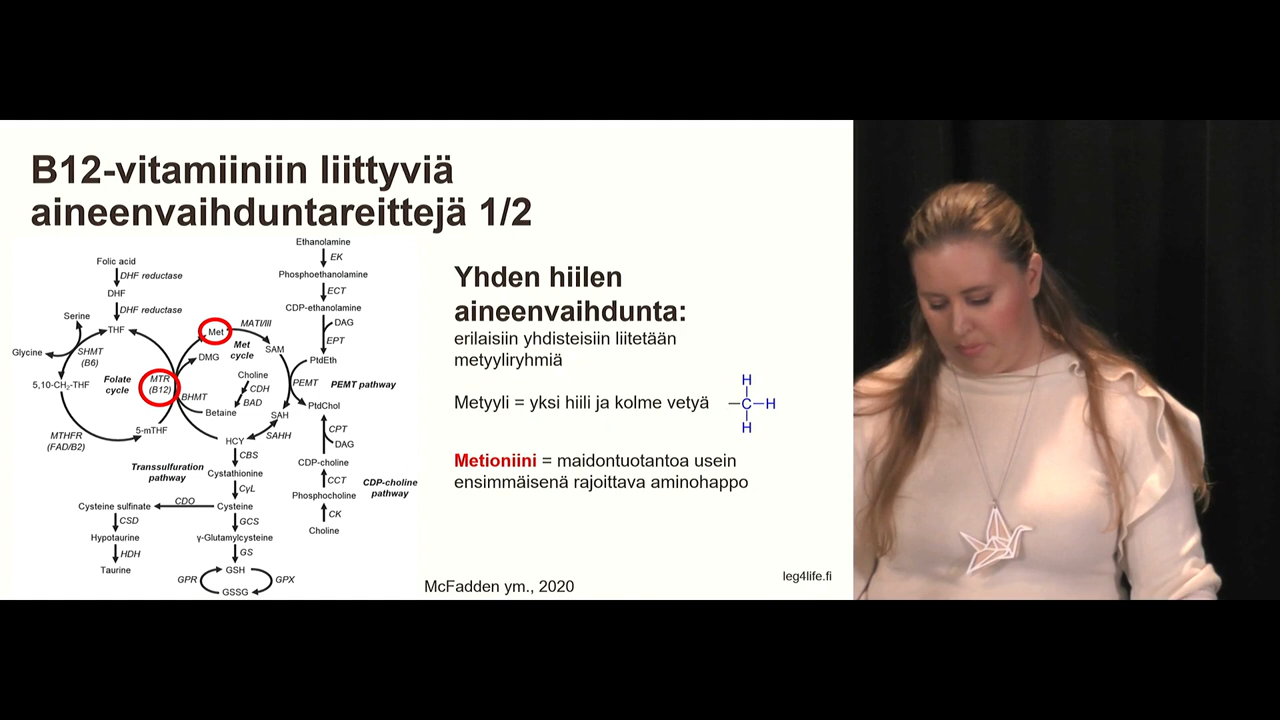 B12-vitamiiniin liittyviä
aineenvaihduntareittejä 1/2
Ethanolamine
EK
Phosphoethanolamine
ECT
CDP-ethanolamine
DAG
EPT
PtdEth
PEMT
PEMT pathway
PtdChol
CPT
DAG
CDP-choline
CCT
CDP-choline
pathway
Phosphocholine
CK
Choline
Folic acid
DHF reductase
DHF
DHF reductase
THF
Serine
Glycine
SHMT
(B6)
5,10-CH₂-THF
Folate
cycle
MTHFR
(FAD/B2)
5-mTHF
MTR
(B12)
Met
MATI/III
Met
cycle
SAM
DMG
Choline
CDH
BAD
BHMT
Betaine
SAH
SAHH
HCY
CBS
Transsulfuration
pathway
Cystathionine
CγL
Cysteine
CDO
Cysteine sulfinate
CSD
Hypotaurine
HDH
Taurine
GCS
γ-Glutamylcysteine
GS
GSH
GPR
GPX
GSSG
Yhden hiilen
aineenvaihdunta:
erilaisiin yhdisteisiin liitetään
metyyliryhmiä
Metyyli = yksi hiili ja kolme vetyä
H
C H
H
Metioniini = maidontuotantoa usein
ensimmäisenä rajoittava aminohappo
McFadden ym., 2020
leg4life.fi